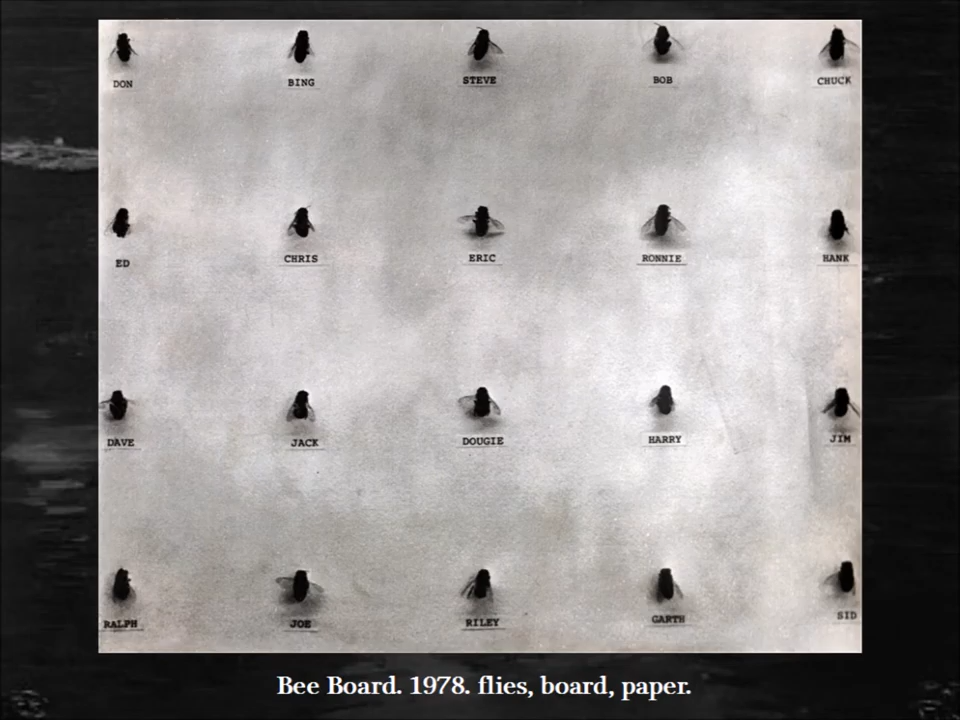 DON BING STEVE BOB CHUCK
ED CHRIS ERIC RONNIE HANK
DAVE JACK DOUGIE HARRY JIM
RALPH JOE RILEY GARTH SID
Bee Board. 1978. flies, board, paper.